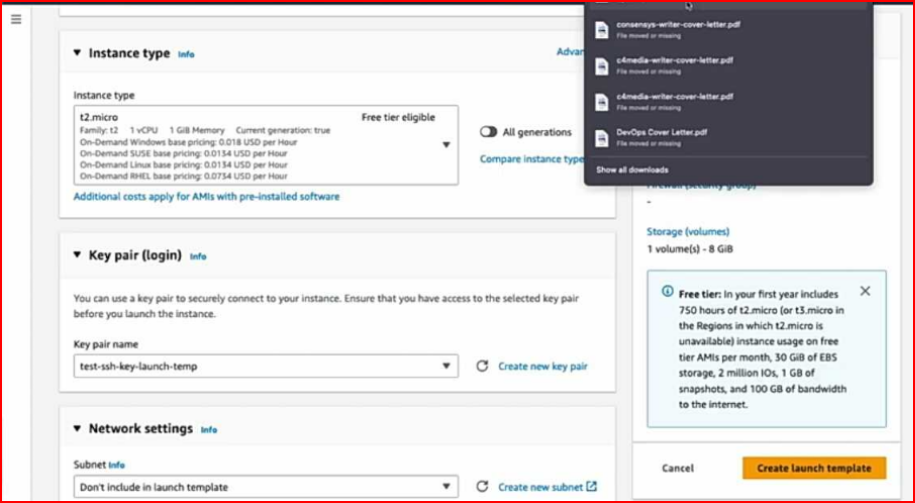 Instance type Info
Advan
Instance type
t2.micro
Free tier eligible
Family: t2 1 vCPU 1 GiB Memory Current generation: true
On-Demand Windows base pricing: 0.018 USD per Hour
On-Demand SUSE base pricing: 0.0134 USD per Hour
On-Demand Linux base pricing: 0.0134 USD per Hour
On-Demand RHEL base pricing: 0.0734 USD per Hour
All generations
Compare instance type
Additional costs apply for AMIs with pre-installed software
Key pair (login) Info
You can use a key pair to securely connect to your instance. Ensure that you have access to the selected key pair
before you launch the instance.
Key pair name
test-ssh-key-launch-temp
Create new key pair
Network settings Info
Subnet Info
Don't include in launch template
Create new subnet
consensys-writer-cover-letter.pdf
File moved or missing
c4media-writer-cover-letter.pdf
File moved or missing
c4media-writer-cover-letter.pdf
File moved or missing
DevOps Cover Letter.pdf
File moved or missing
Show all downloads
Firewall (security group)
-
Storage (volumes)
1 volume(s) - 8 GiB
Free tier: In your first year includes
750 hours of t2.micro (or t3.micro in
the Regions in which t2.micro is
unavailable) instance usage on free
tier AMIs per month, 30 GiB of EBS
storage, 2 million IOs, 1 GB of
snapshots, and 100 GB of bandwidth
to the internet.
Cancel
Create launch template